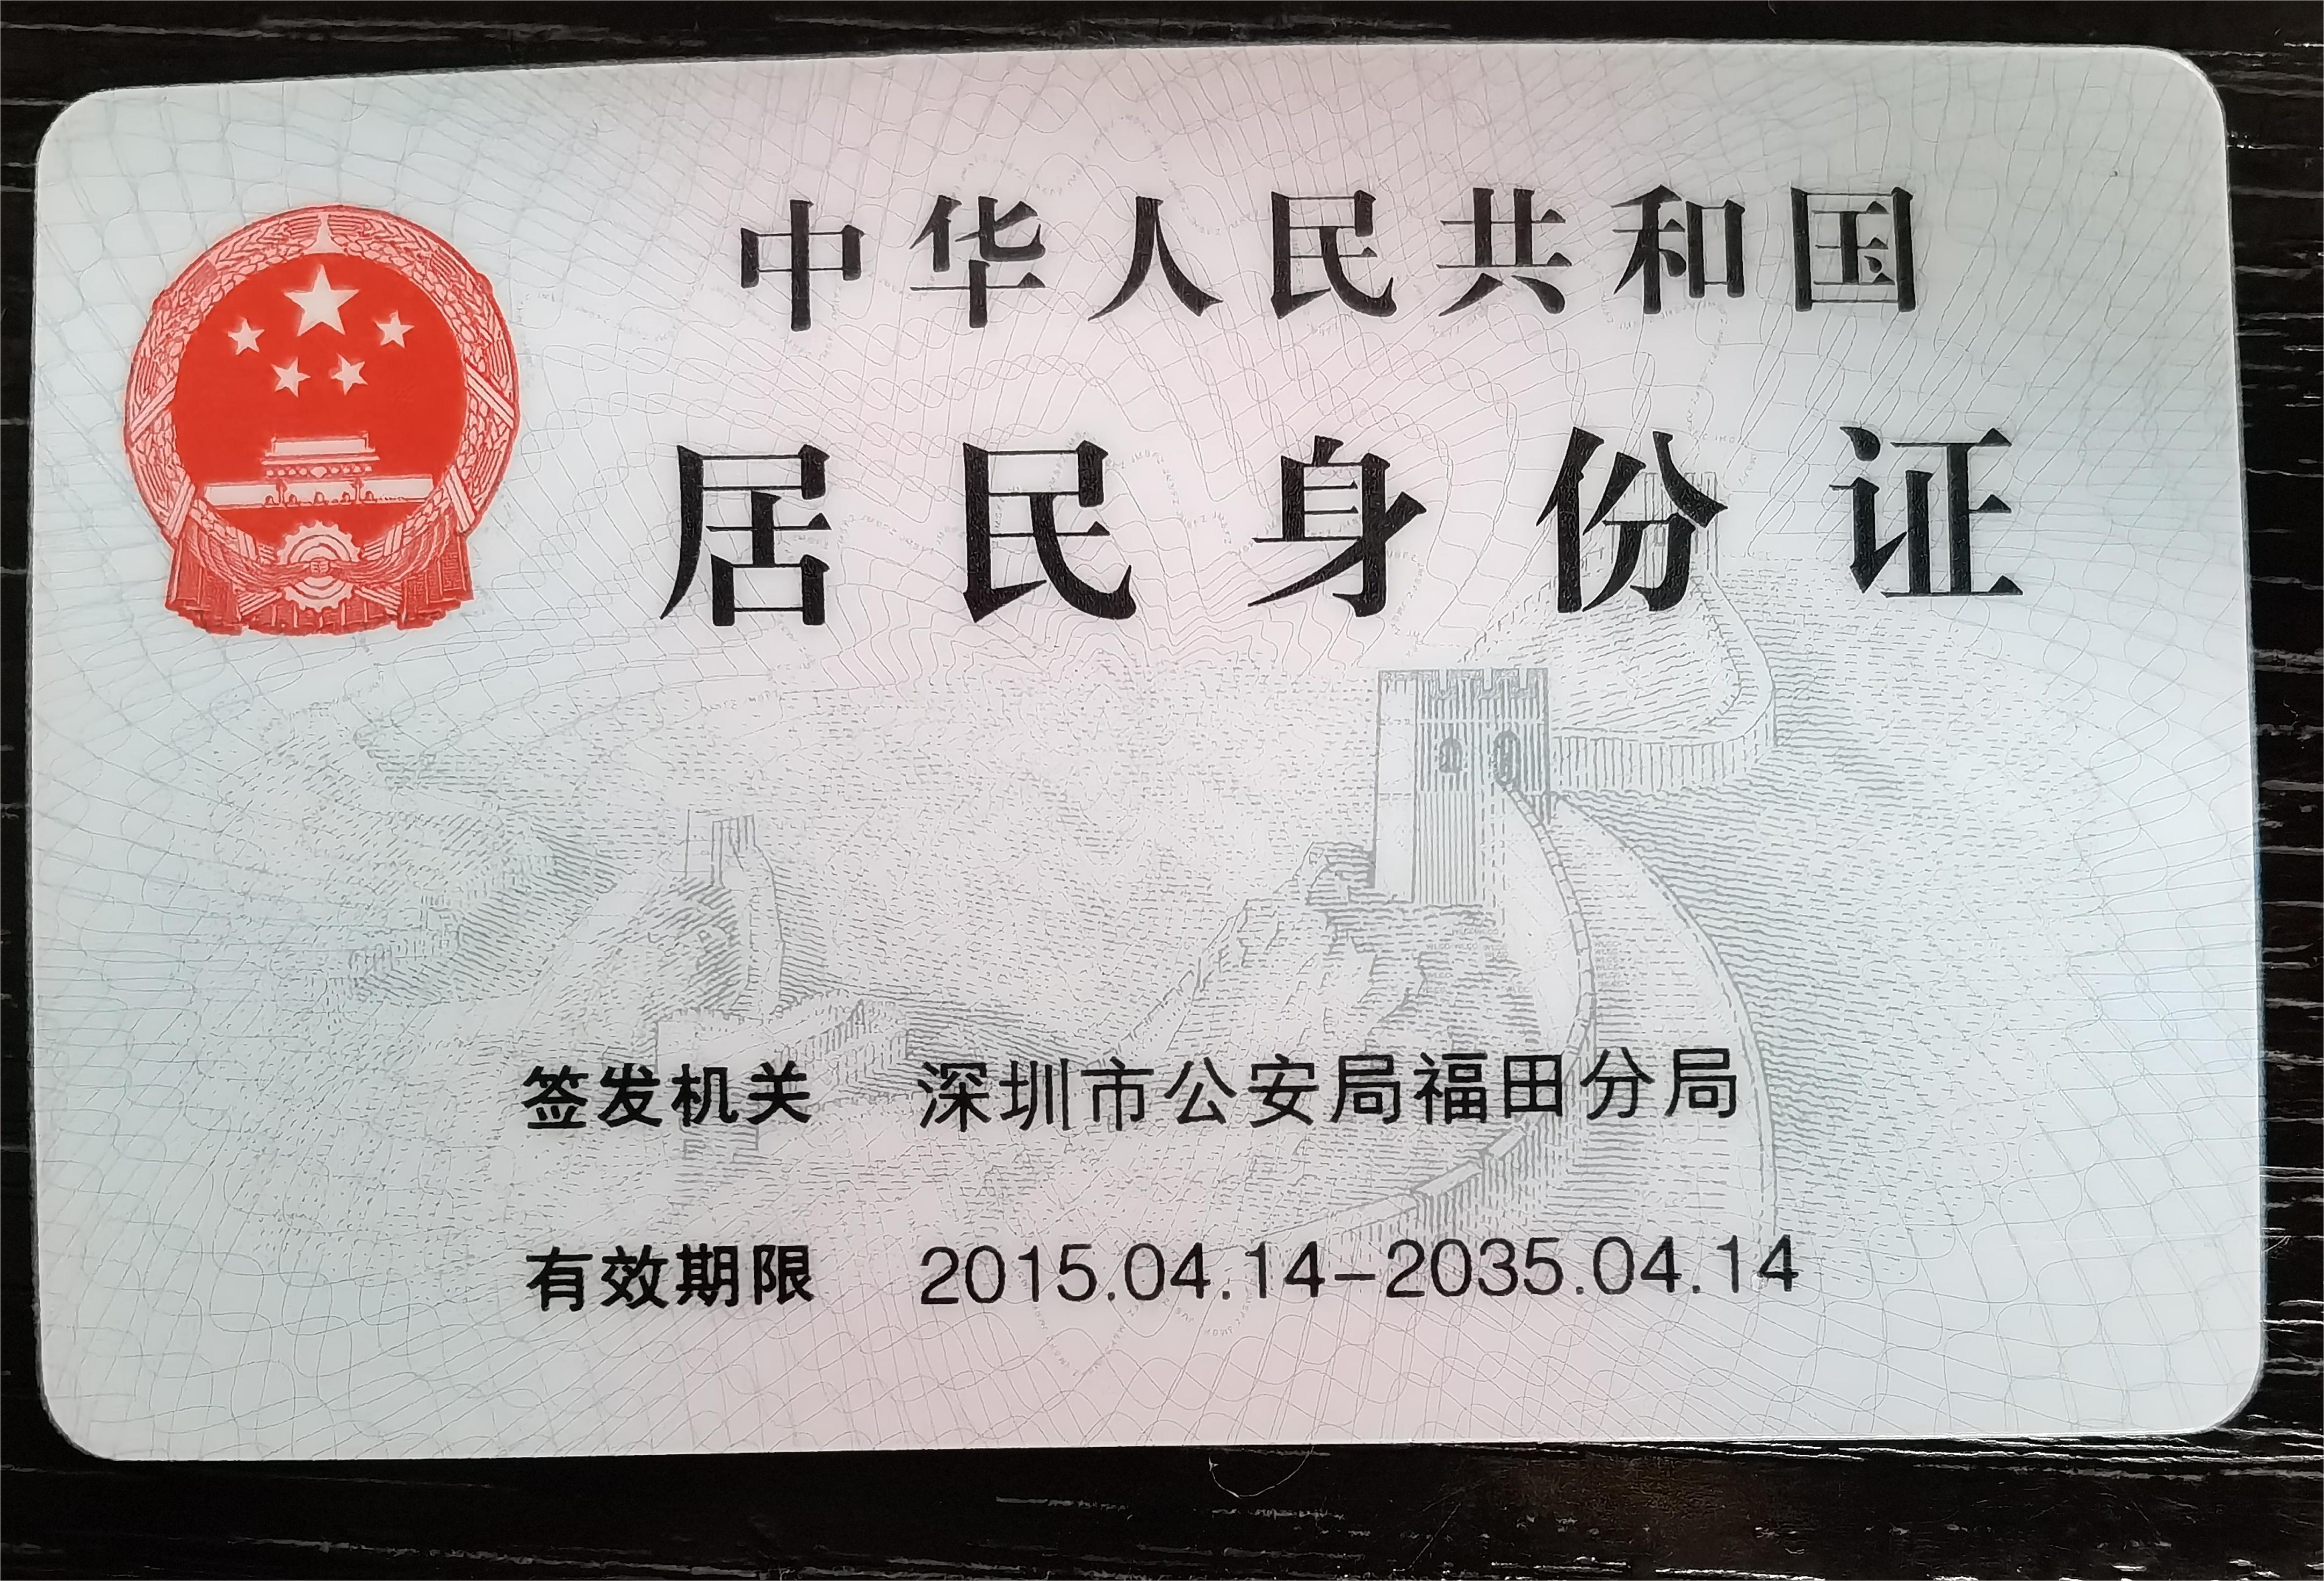 中华人民共和国
居民身份证
签发机关 深圳市公安局福田分局
有效期限 2015.04.14-2035.04.14